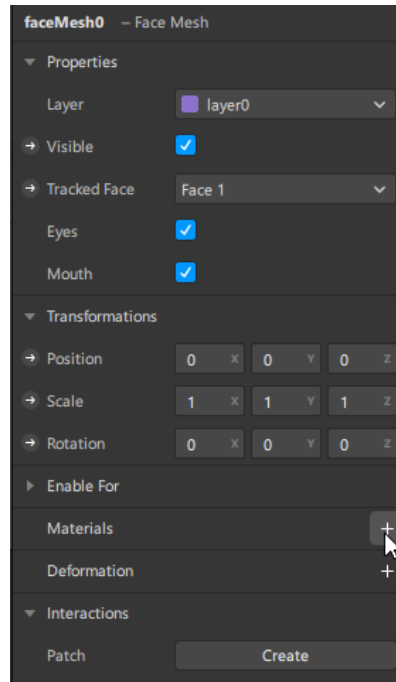 faceMesh0 – Face Mesh
Properties
Layer layer0
Visible
Tracked Face Face 1
Eyes
Mouth
Transformations
Position 0 X 0 Y 0 Z
Scale 1 X 1 Y 1 Z
Rotation 0 X 0 Y 0 Z
Enable For
Materials +
Deformation +
Interactions
Patch Create